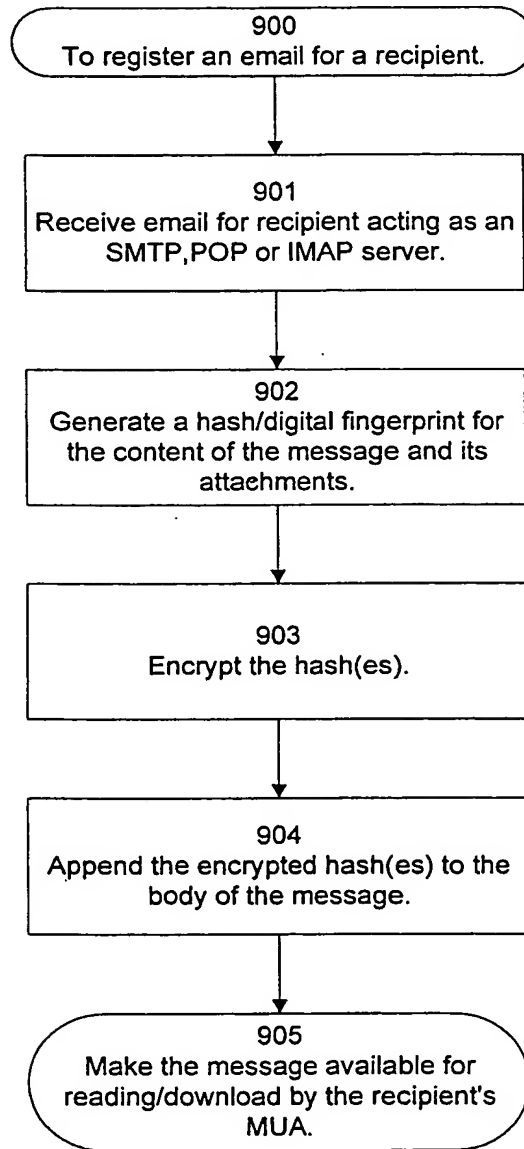 900
To register an email for a recipient.
901
Receive email for recipient acting as an
SMTP,POP or IMAP server.
902
Generate a hash/digital fingerprint for
the content of the message and its
attachments.
903
Encrypt the hash(es).
904
Append the encrypted hash(es) to the
body of the message.
905
Make the message available for
reading/download by the recipient's
MUA.